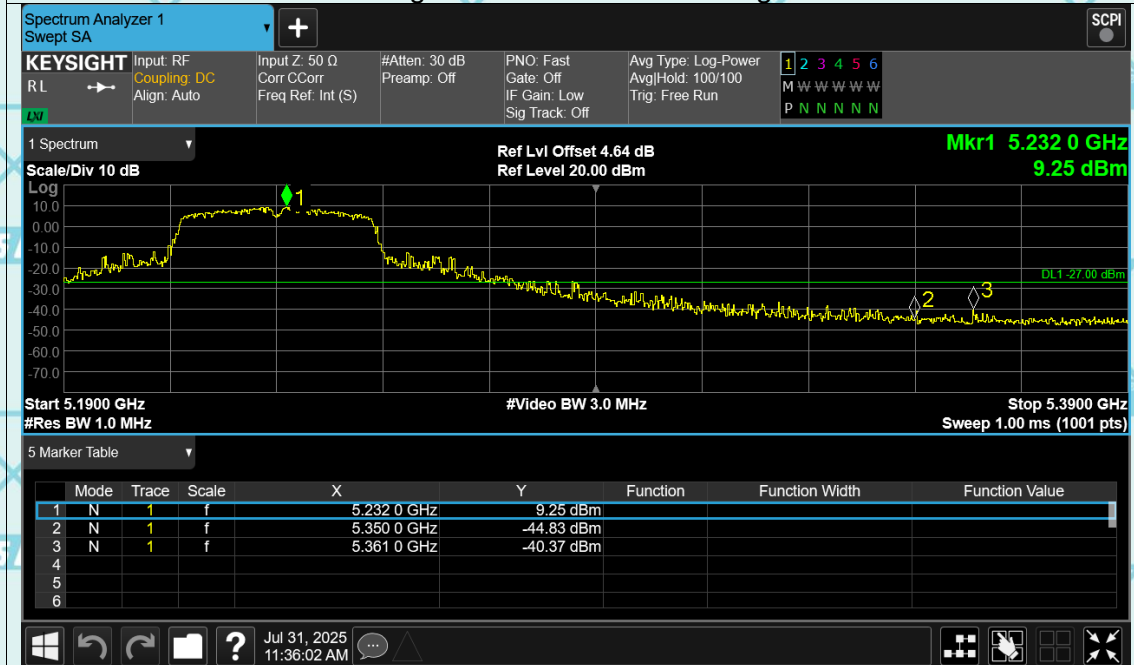 Spectrum Analyzer 1
Swept SA
+
SCPI
KEYSIGHT Input: RF Input Z: 50 Ω #Atten: 30 dB PNO: Fast Avg Type: Log-Power 1 2 3 4 5 6
RL Coupling: DC Corr CCorr Preamp: Off Gate: Off Avg|Hold: 100/100 M W W W W W W
Align: Auto Freq Ref: Int (S) IF Gain: Low Trig: Free Run
LXI Sig Track: Off P N N N N N N
1 Spectrum Ref Lvl Offset 4.64 dB Mkr1 5.232 0 GHz
Scale/Div 10 dB Ref Level 20.00 dBm 9.25 dBm
Log
1
10.0
0.00
-10.0
-20.0
DL1 -27.00 dBm
-30.0
2 3
-40.0
-50.0
-60.0
-70.0
Start 5.1900 GHz #Video BW 3.0 MHz Stop 5.3900 GHz
#Res BW 1.0 MHz Sweep 1.00 ms (1001 pts)
5 Marker Table
Mode Trace Scale X Y Function Function Width Function Value
1 N 1 f 5.232 0 GHz 9.25 dBm
2 N 1 f 5.350 0 GHz -44.83 dBm
3 N 1 f 5.361 0 GHz -40.37 dBm
4
5
6
? Jul 31, 2025
11:36:02 AM